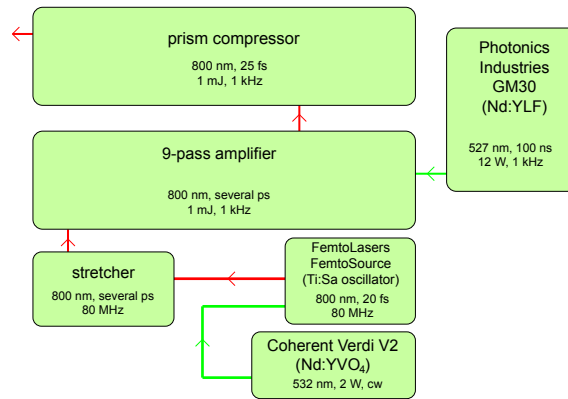 prism compressor
800 nm, 25 fs
1 mJ, 1 kHz
Photonics
Industries
GM30
(Nd:YLF)
527 nm, 100 ns
12 W, 1 kHz
9-pass amplifier
800 nm, several ps
1 mJ, 1 kHz
stretcher
800 nm, several ps
80 MHz
FemtoLasers
FemtoSource
(Ti:Sa oscillator)
800 nm, 20 fs
80 MHz
Coherent Verdi V2
(Nd:YVO₄)
532 nm, 2 W, cw